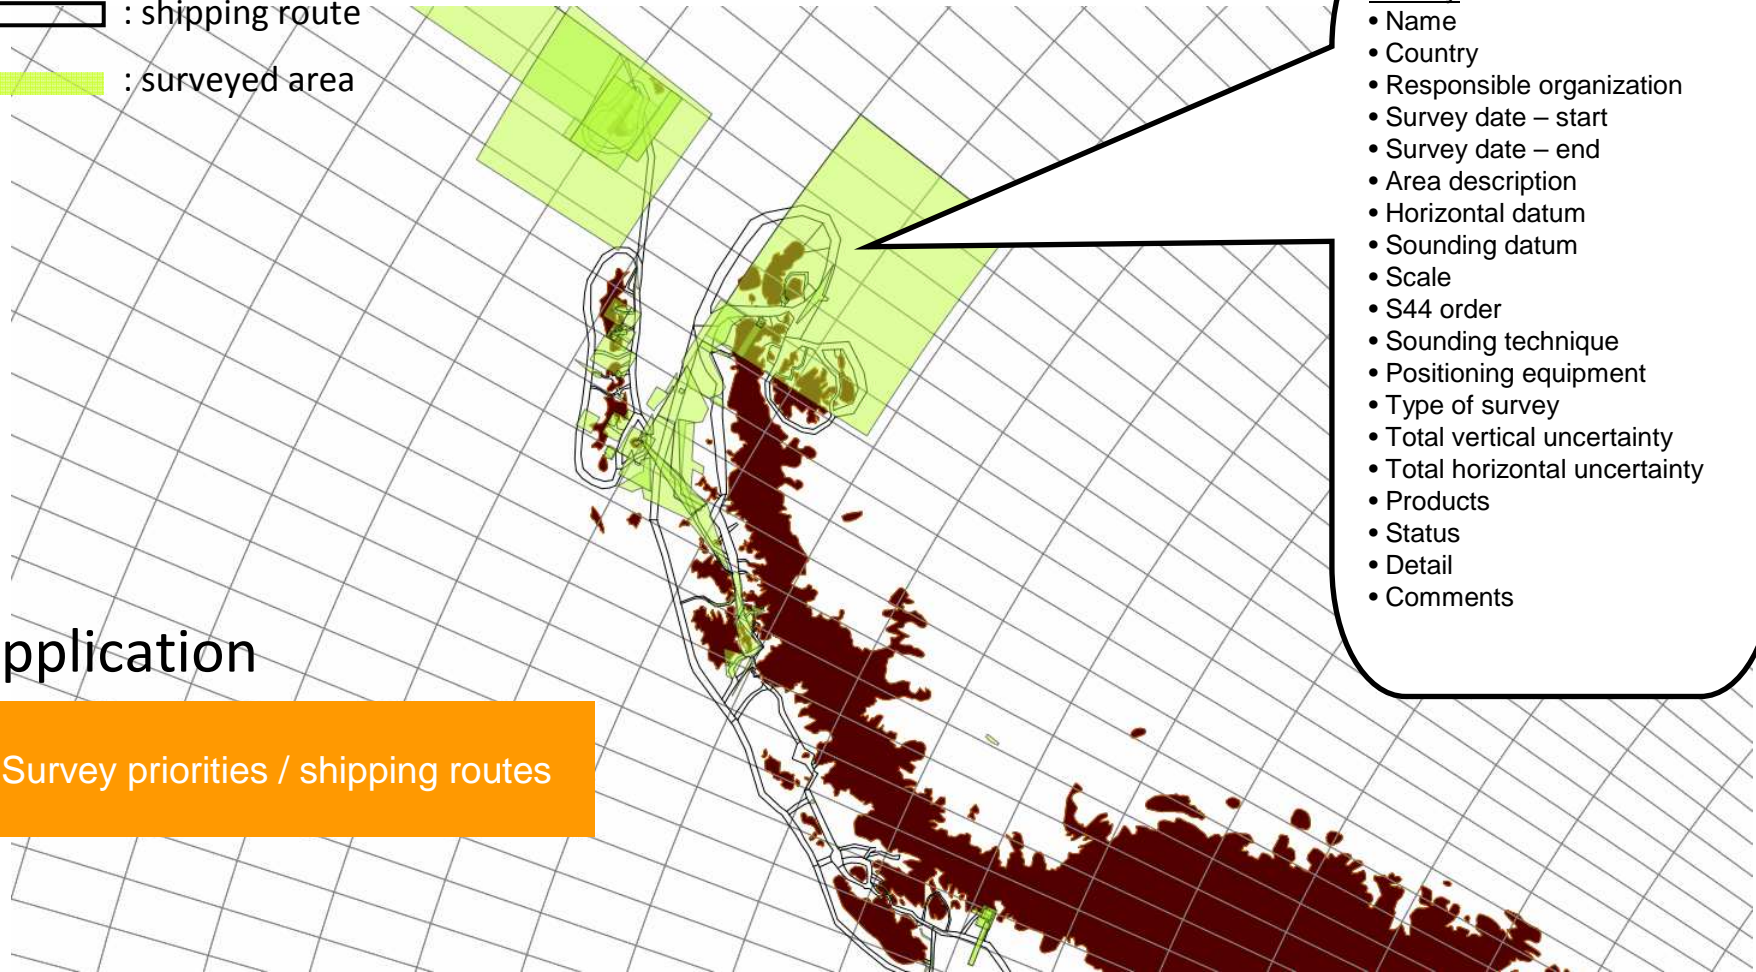 : shipping route
: surveyed area
• Name
• Country
• Responsible organization
• Survey date – start
• Survey date – end
• Area description
• Horizontal datum
• Sounding datum
• Scale
• S44 order
• Sounding technique
• Positioning equipment
• Type of survey
• Total vertical uncertainty
• Total horizontal uncertainty
• Products
• Status
• Detail
• Comments
pplication
Survey priorities / shipping routes